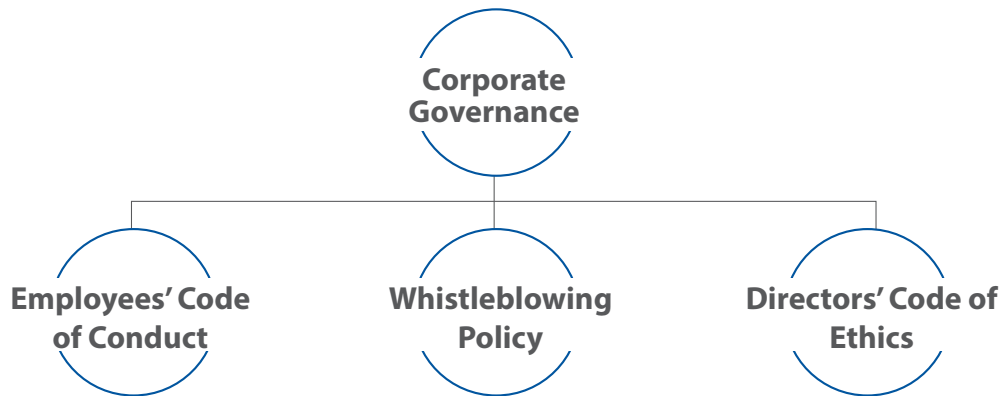 Corporate
Governance
Employees’ Code
of Conduct
Whistleblowing
Policy
Directors’ Code of
Ethics